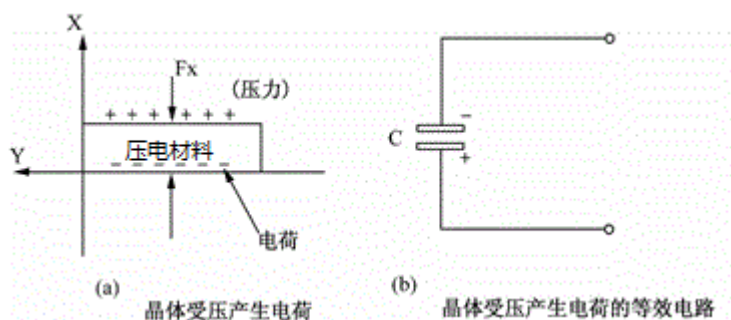 X
Fx
(压力)
+ + + + + +
压电材料
Y
− − − − − − −
电荷
(a)
晶体受压产生电荷
C
−
+
(b)
晶体受压产生电荷的等效电路